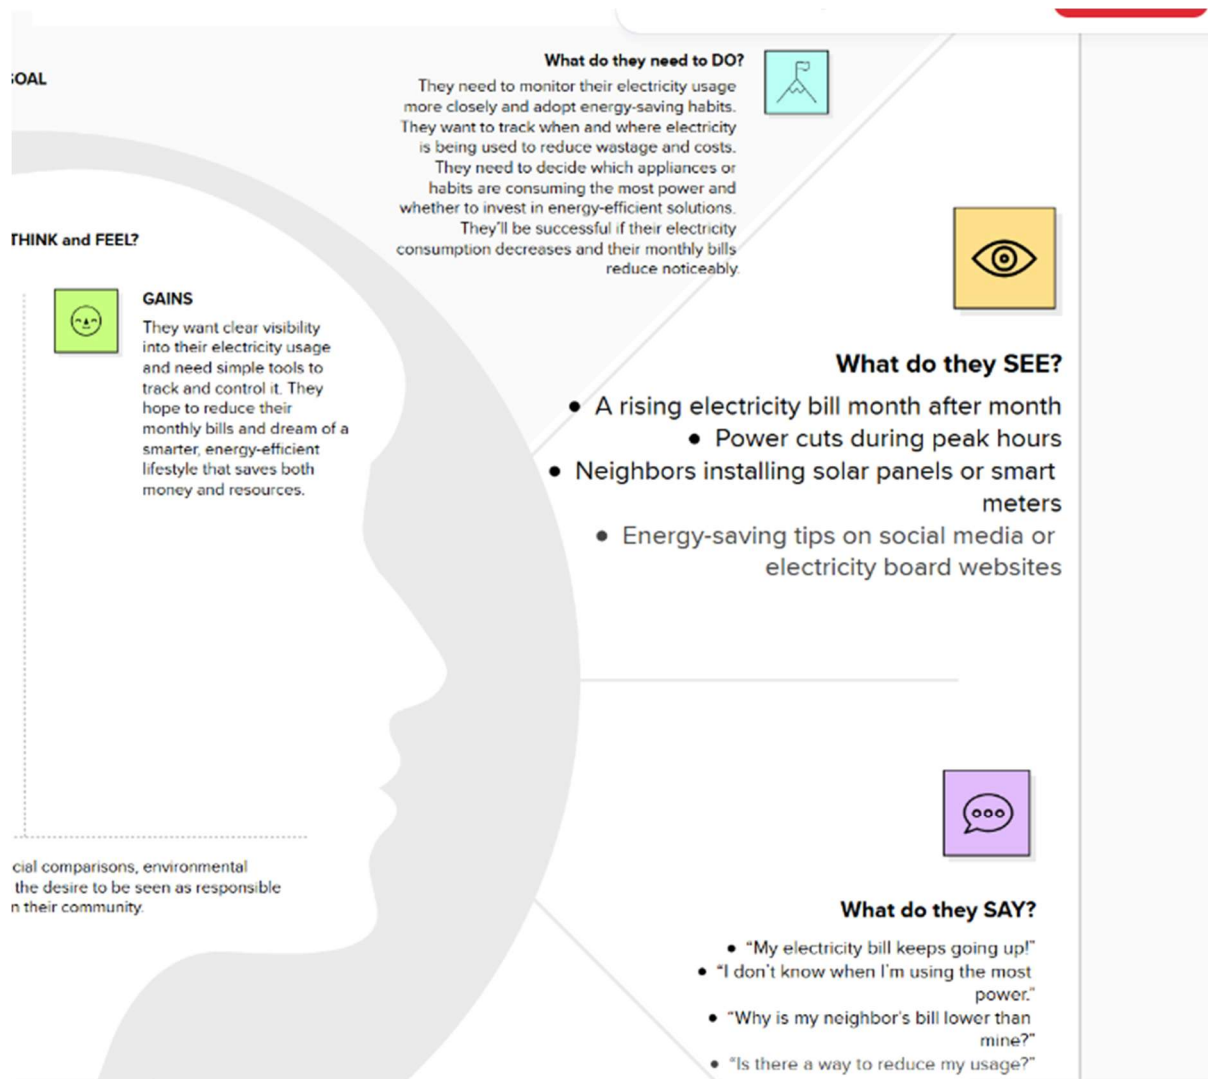 What do they need to DO?
They need to monitor their electricity usage
more closely and adopt energy-saving habits.
They want to track when and where electricity
is being used to reduce wastage and costs.
They need to decide which appliances or
habits are consuming the most power and
whether to invest in energy-efficient solutions.
They'll be successful if their electricity
consumption decreases and their monthly bills
reduce noticeably.
THINK and FEEL?
GAINS
They want clear visibility
into their electricity usage
and need simple tools to
track and control it. They
hope to reduce their
monthly bills and dream of a
smarter, energy-efficient
lifestyle that saves both
money and resources.
What do they SEE?
• A rising electricity bill month after month
• Power cuts during peak hours
• Neighbors installing solar panels or smart
meters
• Energy-saving tips on social media or
electricity board websites
comparisons, environmental
the desire to be seen as responsible
their community.
What do they SAY?
• “My electricity bill keeps going up!”
• “I don’t know when I’m using the most
power.”
• “Why is my neighbor’s bill lower than
mine?”
• “Is there a way to reduce my usage?”